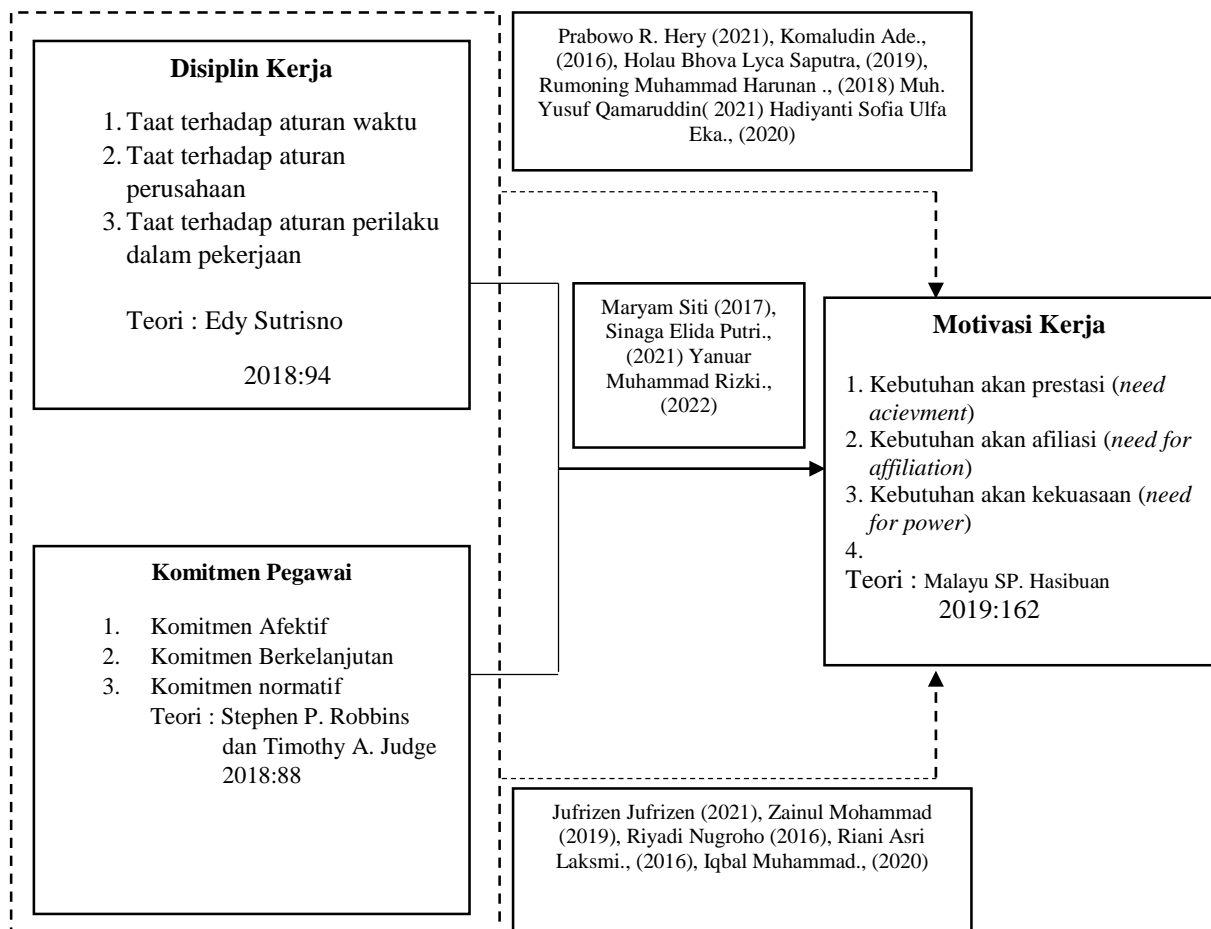 Disiplin Kerja
1. Taat terhadap aturan waktu
2. Taat terhadap aturan
perusahaan
3. Taat terhadap aturan perilaku
dalam pekerjaan
Teori : Edy Sutrisno
2018:94
Prabowo R. Hery (2021), Komaludin Ade.,
(2016), Holau Bhova Lyca Saputra, (2019),
Rumoning Muhammad Harunan ., (2018) Muh.
Yusuf Qamaruddin( 2021) Hadiyanti Sofia Ulfa
Eka., (2020)
Maryam Siti (2017),
Sinaga Elida Putri.,
(2021) Yanuar
Muhammad Rizki.,
(2022)
Motivasi Kerja
1. Kebutuhan akan prestasi (need
acievment)
2. Kebutuhan akan afiliasi (need for
affiliation)
3. Kebutuhan akan kekuasaan (need
for power)
4.
Teori : Malayu SP. Hasibuan
2019:162
Komitmen Pegawai
1. Komitmen Afektif
2. Komitmen Berkelanjutan
3. Komitmen normatif
Teori : Stephen P. Robbins
dan Timothy A. Judge
2018:88
Jufrizen Jufrizen (2021), Zainul Mohammad
(2019), Riyadi Nugroho (2016), Riani Asri
Laksmi., (2016), Iqbal Muhammad., (2020)